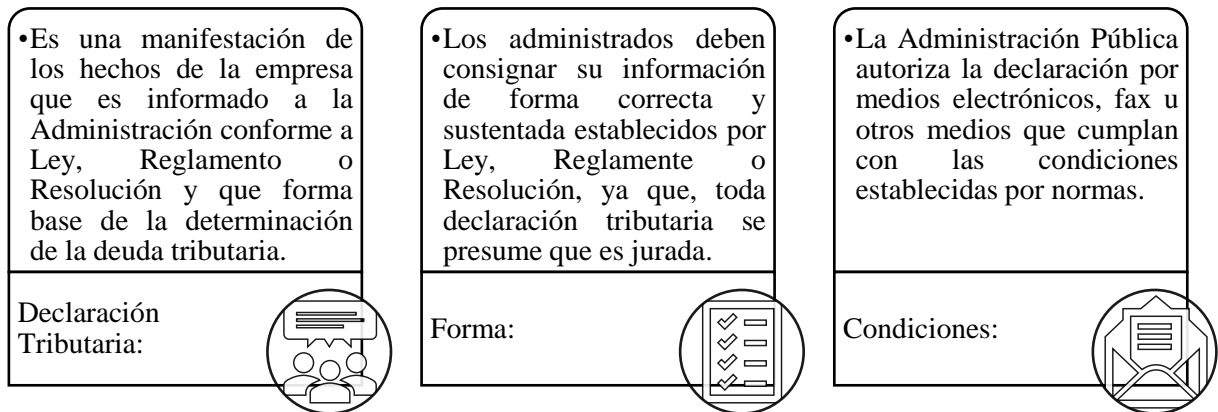 •Es una manifestación de
los hechos de la empresa
que es informado a la
Administración conforme a
Ley, Reglamento o
Resolución y que forma
base de la determinación
de la deuda tributaria.
Declaración
Tributaria:
•Los administrados deben
consignar su información
de forma correcta y
sustentada establecidos por
Ley, Reglamente o
Resolución, ya que, toda
declaración tributaria se
presume que es jurada.
Forma:
•La Administración Pública
autoriza la declaración por
medios electrónicos, fax u
otros medios que cumplan
con las condiciones
establecidas por normas.
Condiciones: